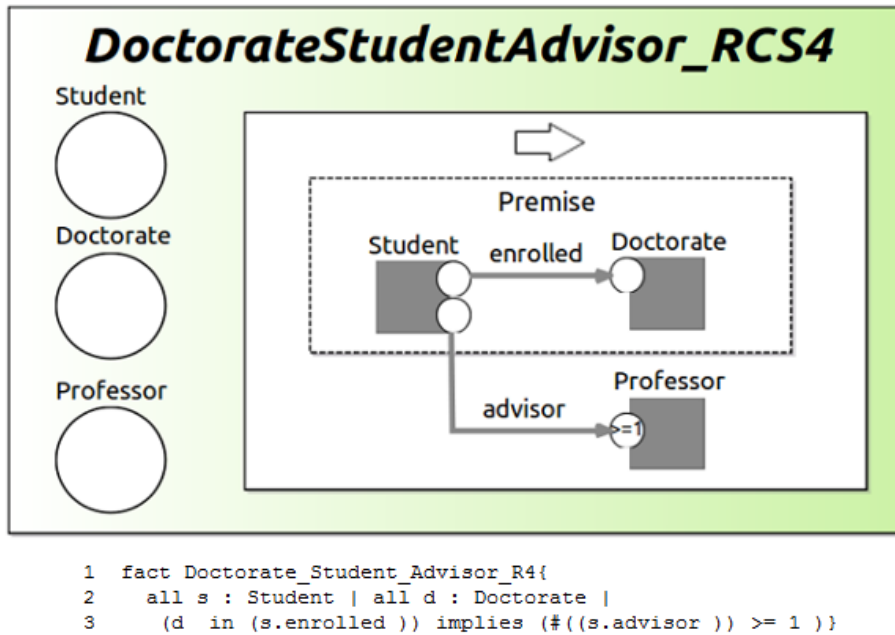 DoctorateStudentAdvisor_RCS4
Student
Doctorate
Professor
Premise
Student
enrolled
Doctorate
advisor
Professor
>=1
1 fact Doctorate_Student_Advisor_R4{
2 all s : Student | all d : Doctorate |
3 (d in (s.enrolled )) implies (#((s.advisor )) >= 1 )}